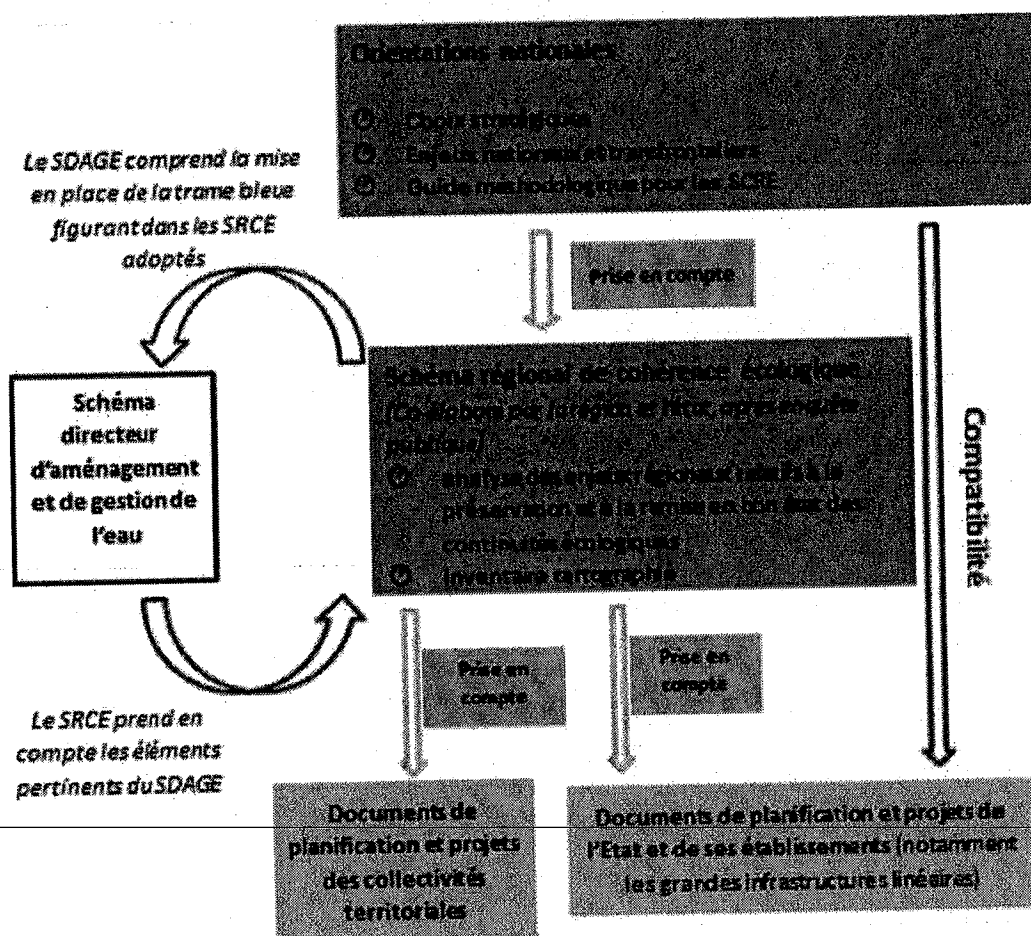 Orientations nationales
Choix stratégiques
Enjeux nationaux et transfrontaliers
Guide méthodologique pour les SCRE
Le SDAGE comprend la mise
en place de la trame bleue
figurant dans les SRCE
adoptés
Prise en compte
Schéma
directeur
d'aménagement
et de gestion de
l'eau
Schéma régional de cohérence écologique
(Co-élaboré par la région et l'état, après enquête
publique)
analyse des enjeux régionaux relatifs à la
préservation et à la remise en bon état des
continuités écologiques
Inventaire cartographie
Compatibilité
Prise en
compte
Prise en
compte
Le SRCE prend en
compte les éléments
pertinents du SDAGE
Documents de
planification et projets
des collectivités
territoriales
Documents de planification et projets de
l'Etat et de ses établissements (notamment
les grandes infrastructures linéaires)